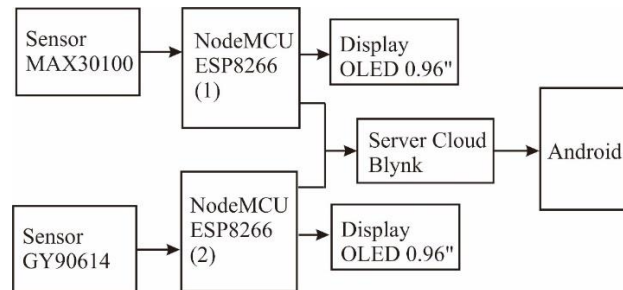 Sensor
MAX30100
NodeMCU
ESP8266
(1)
Display
OLED 0.96"
Server Cloud
Blynk
Android
Sensor
GY90614
NodeMCU
ESP8266
(2)
Display
OLED 0.96"